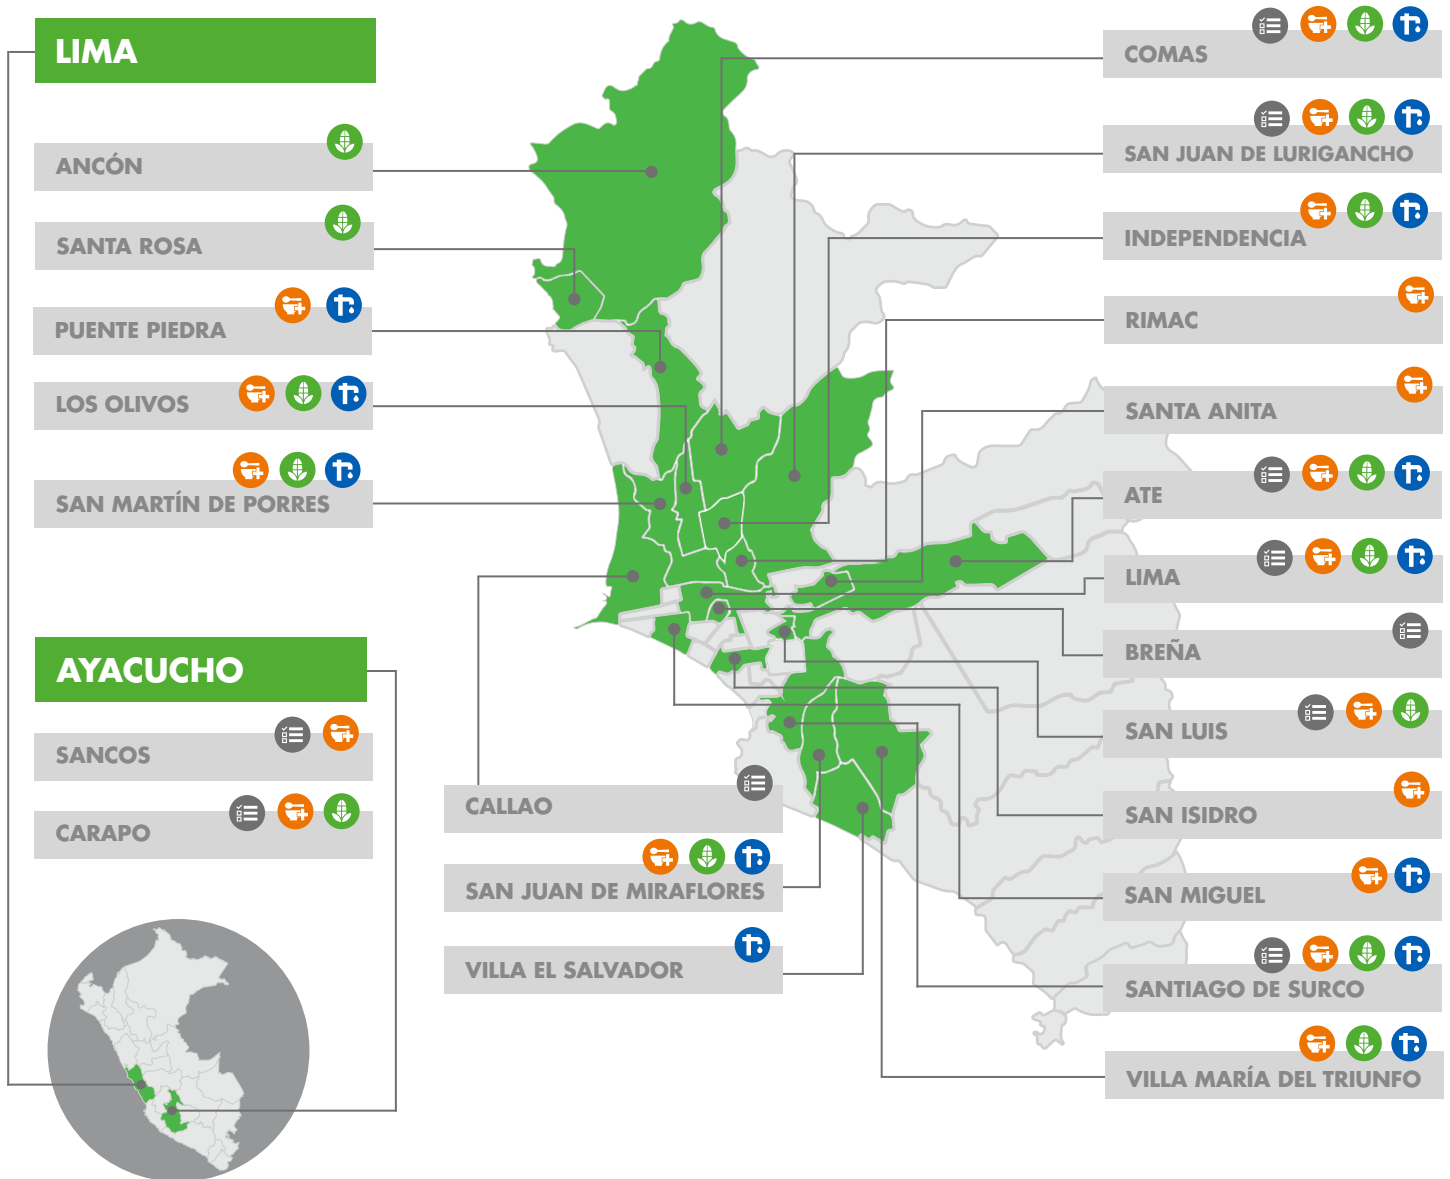 LIMA
ANCÓN
SANTA ROSA
PUENTE PIEDRA
LOS OLIVOS
SAN MARTÍN DE PORRES
AYACUCHO
SANCOS
CARAPO
CALLAO
SAN JUAN DE MIRAFLORES
VILLA EL SALVADOR
COMAS
SAN JUAN DE LURIGANCHO
INDEPENDENCIA
RIMAC
SANTA ANITA
ATE
LIMA
BREÑA
SAN LUIS
SAN ISIDRO
SAN MIGUEL
SANTIAGO DE SURCO
VILLA MARÍA DEL TRIUNFO